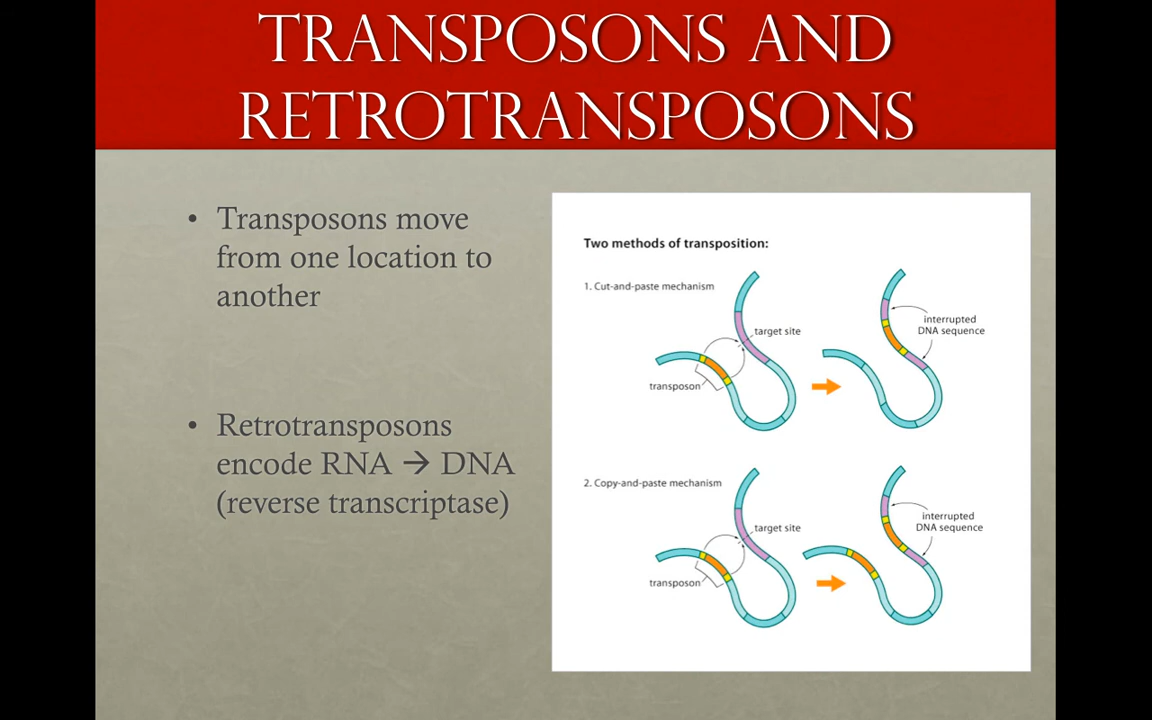 TRANSPOSONS AND
RETROTRANSPOSONS
• Transposons move
from one location to
another
• Retrotransposons
encode RNA → DNA
(reverse transcriptase)
Two methods of transposition:
1. Cut-and-paste mechanism
target site
transposon
interrupted
DNA sequence
2. Copy-and-paste mechanism
target site
transposon
interrupted
DNA sequence